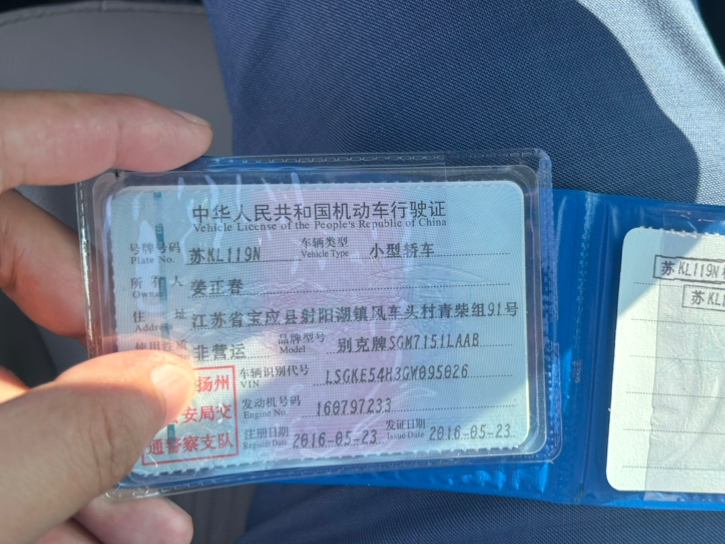 中华人民共和国机动车行驶证
Vehicle License of the People's Republic of China
号牌号码 苏KL119N 车辆类型 小型轿车
Plate No. Vehicle Type
所有人 姜正春
Owner
住 址 江苏省宝应县射阳湖镇风车头村青柴组91号
Address
使用性质 非营运 品牌型号 别克牌SGM7151LAAB
Model
扬州
安局交
通警察支队
车辆识别代号 LSGKE54H3GW095026
VIN
发动机号码 160797233
Engine No.
注册日期 2016-05-23 发证日期 2016-05-23
Register Date Issue Date
苏KL119N
苏KL